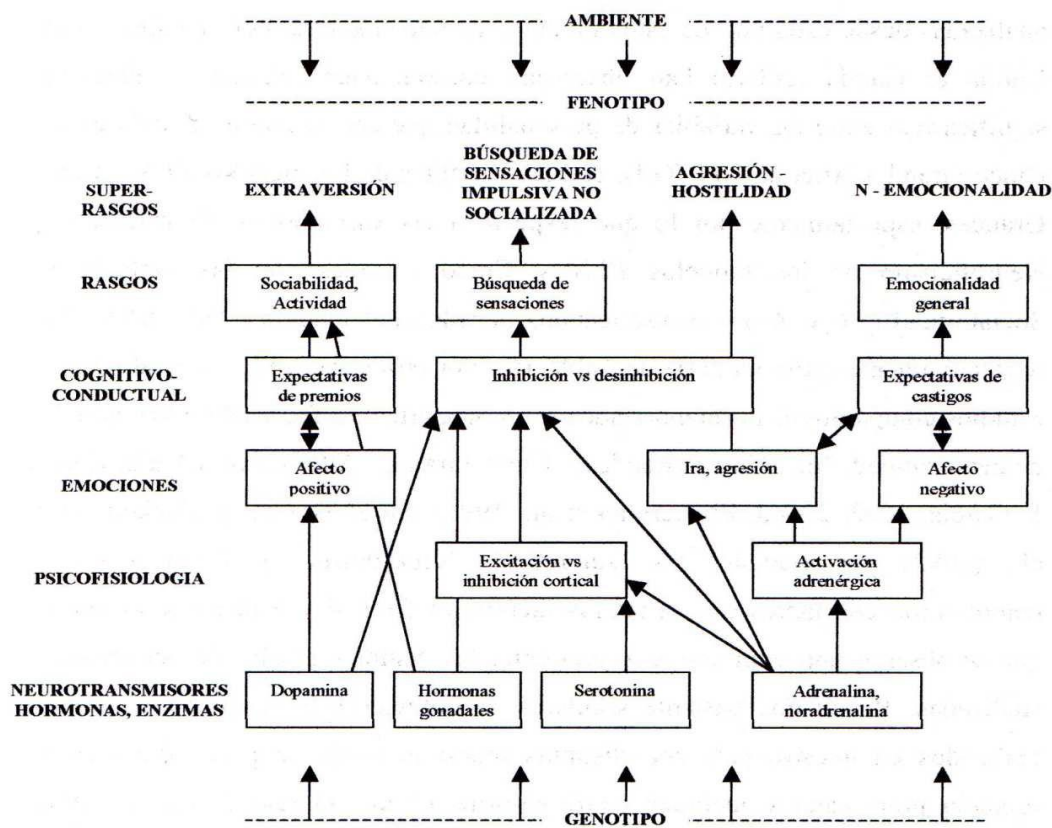 AMBIENTE
FENOTIPO
SUPER-
RASGOS
EXTRAVERSIÓN
BÚSQUEDA DE
SENSACIONES
IMPULSIVA NO
SOCIALIZADA
AGRESIÓN
HOSTILIDAD
N - EMOCIONALIDAD
RASGOS
Sociabilidad,
Actividad
Búsqueda de
sensaciones
Emocionalidad
general
COGNITIVO-
CONDUCTUAL
Expectativas
de premios
Inhibición vs desinhibición
Expectativas de
castigos
EMOCIONES
Afecto
positivo
Ira, agresión
Afecto
negativo
PSICOFISIOLOGIA
Excitación vs
inhibición cortical
Activación
adrenérgica
NEUROTRANSMISORES
HORMONAS, ENZIMAS
Dopamina
Hormonas
gonadales
Serotonina
Adrenalina,
noradrenalina
GENOTIPO